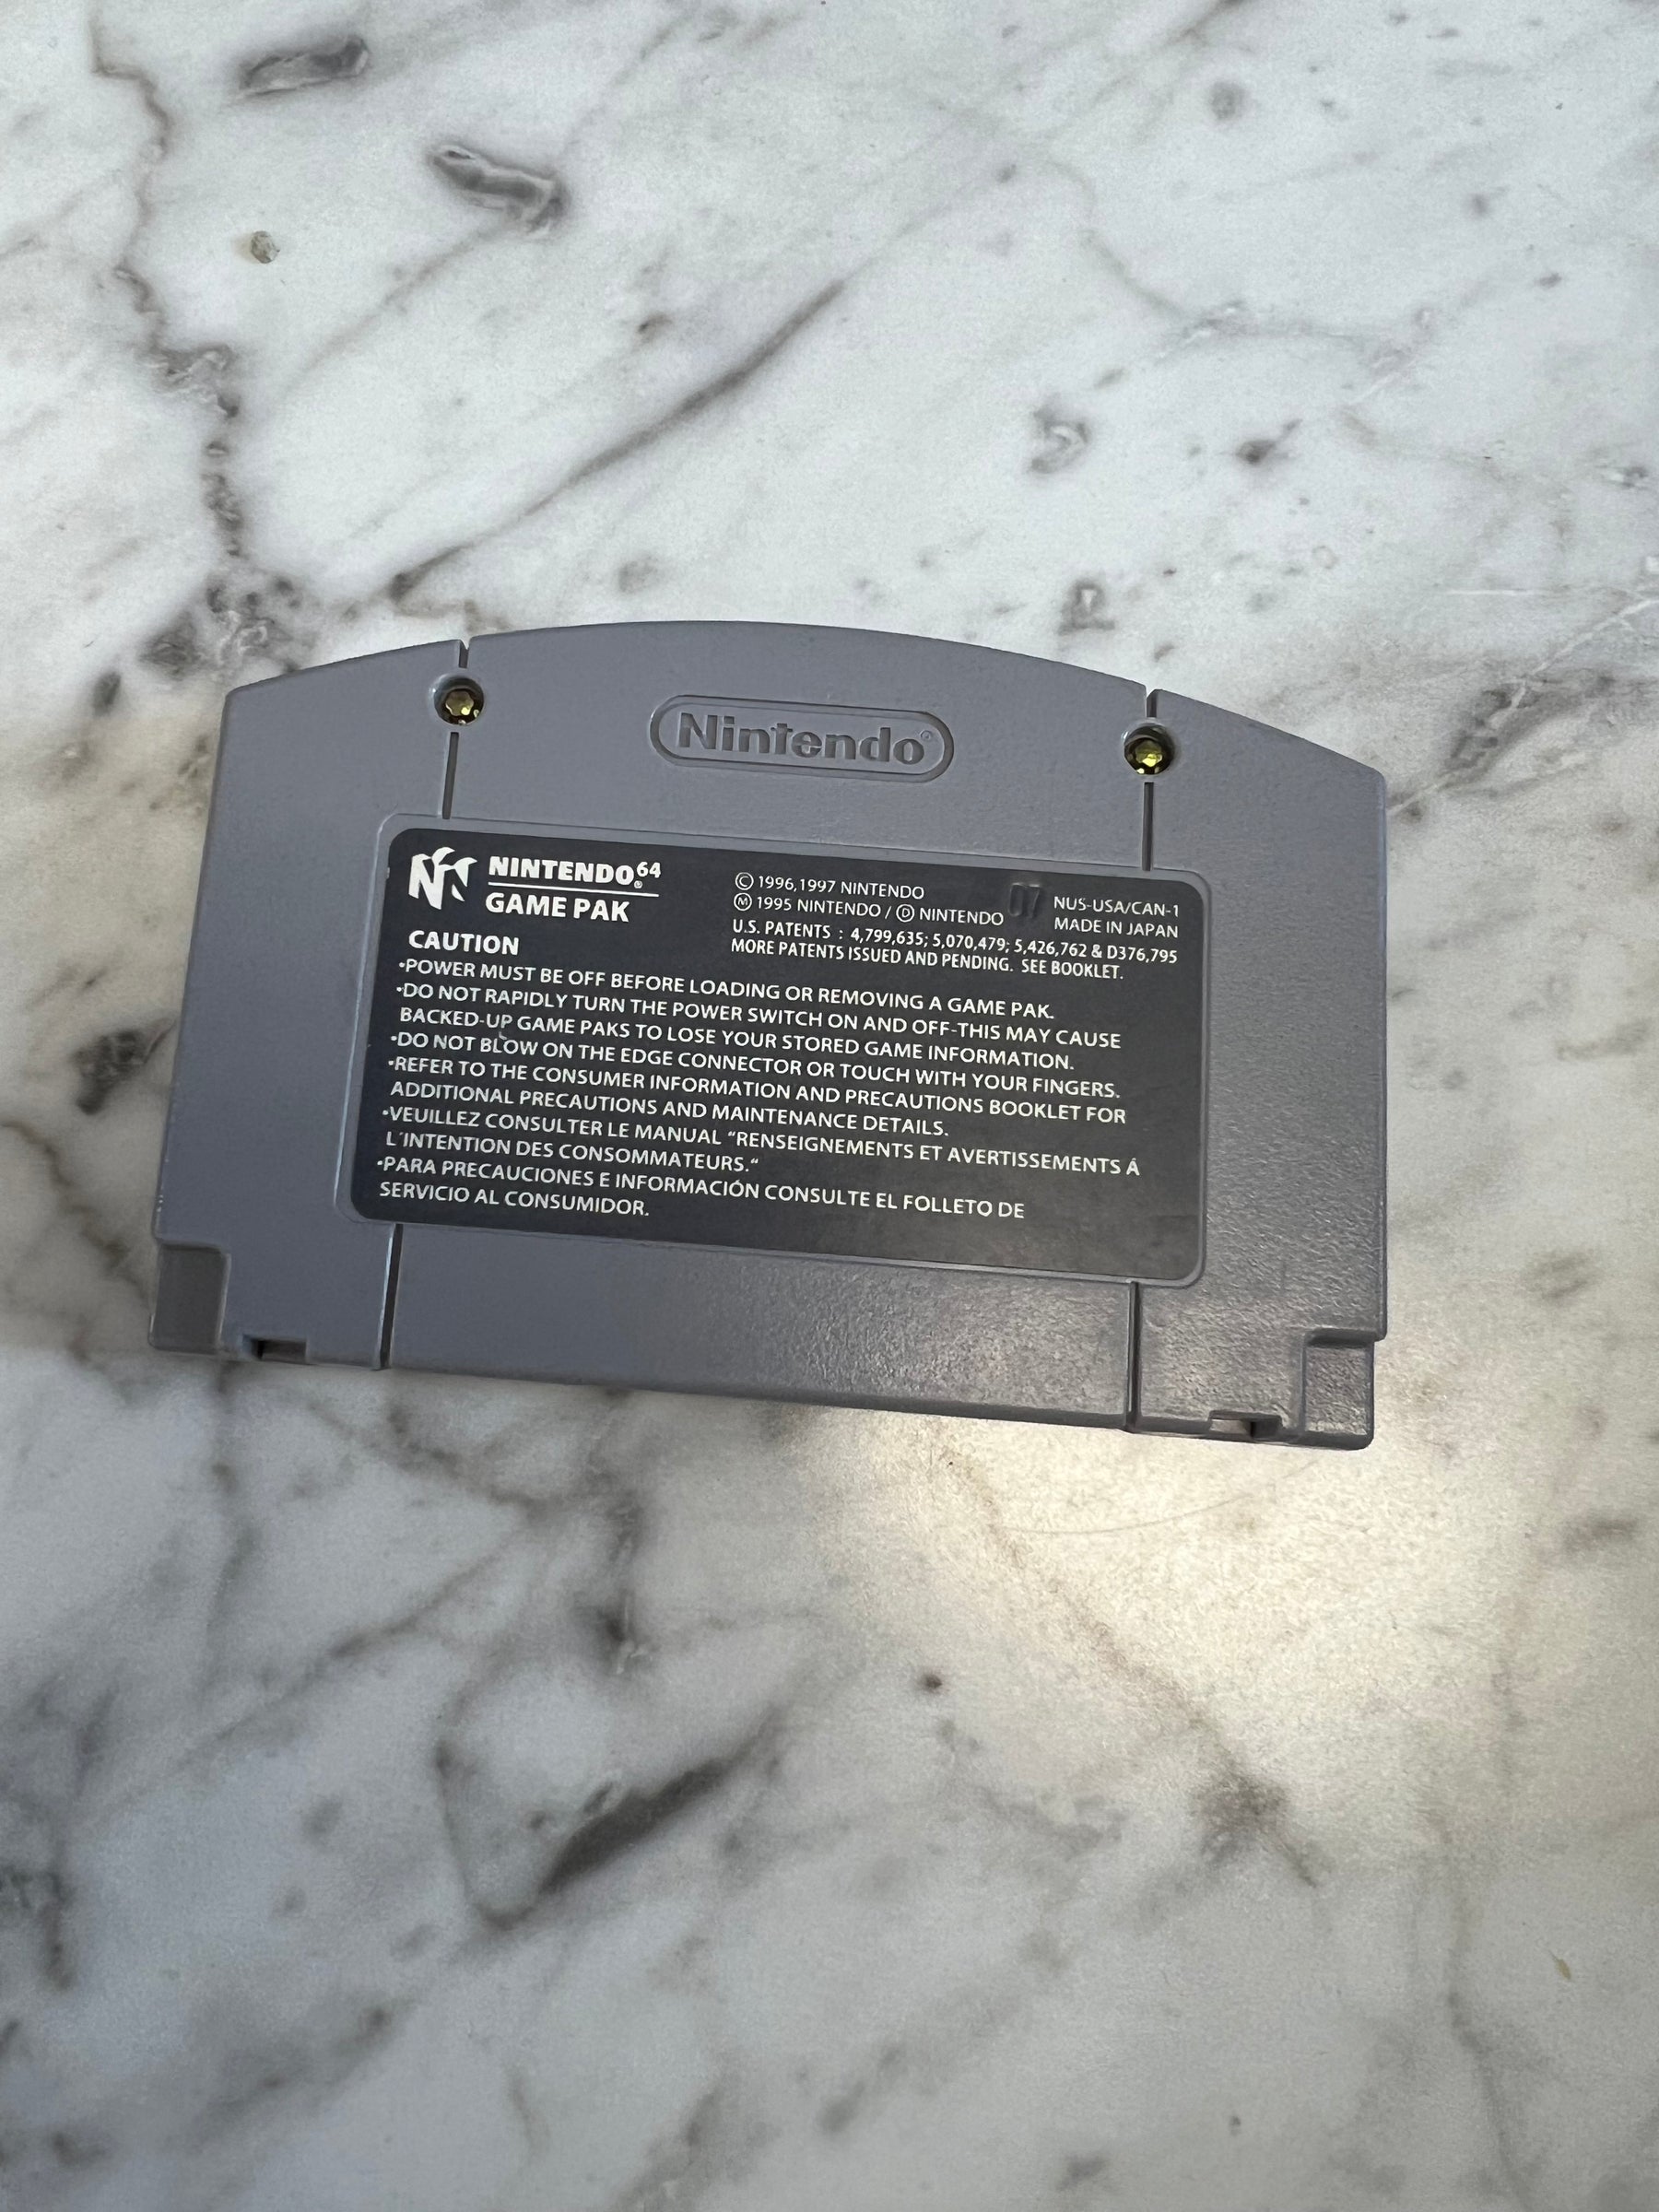 Nintendo®
NINTENDO64®
GAME PAK
© 1996,1997 NINTENDO
Ⓜ 1995 NINTENDO / Ⓓ NINTENDO
07
NUS-USA/CAN-1
MADE IN JAPAN
U.S. PATENTS : 4,799,635; 5,070,479; 5,426,762 & D376,795
MORE PATENTS ISSUED AND PENDING. SEE BOOKLET.
CAUTION
•POWER MUST BE OFF BEFORE LOADING OR REMOVING A GAME PAK.
•DO NOT RAPIDLY TURN THE POWER SWITCH ON AND OFF-THIS MAY CAUSE
BACKED-UP GAME PAKS TO LOSE YOUR STORED GAME INFORMATION.
•DO NOT BLOW ON THE EDGE CONNECTOR OR TOUCH WITH YOUR FINGERS.
•REFER TO THE CONSUMER INFORMATION AND PRECAUTIONS BOOKLET FOR
ADDITIONAL PRECAUTIONS AND MAINTENANCE DETAILS.
•VEUILLEZ CONSULTER LE MANUAL “RENSEIGNEMENTS ET AVERTISSEMENTS Á
L'INTENTION DES CONSOMMATEURS.“
•PARA PRECAUCIONES E INFORMACIÓN CONSULTE EL FOLLETO DE
SERVICIO AL CONSUMIDOR.